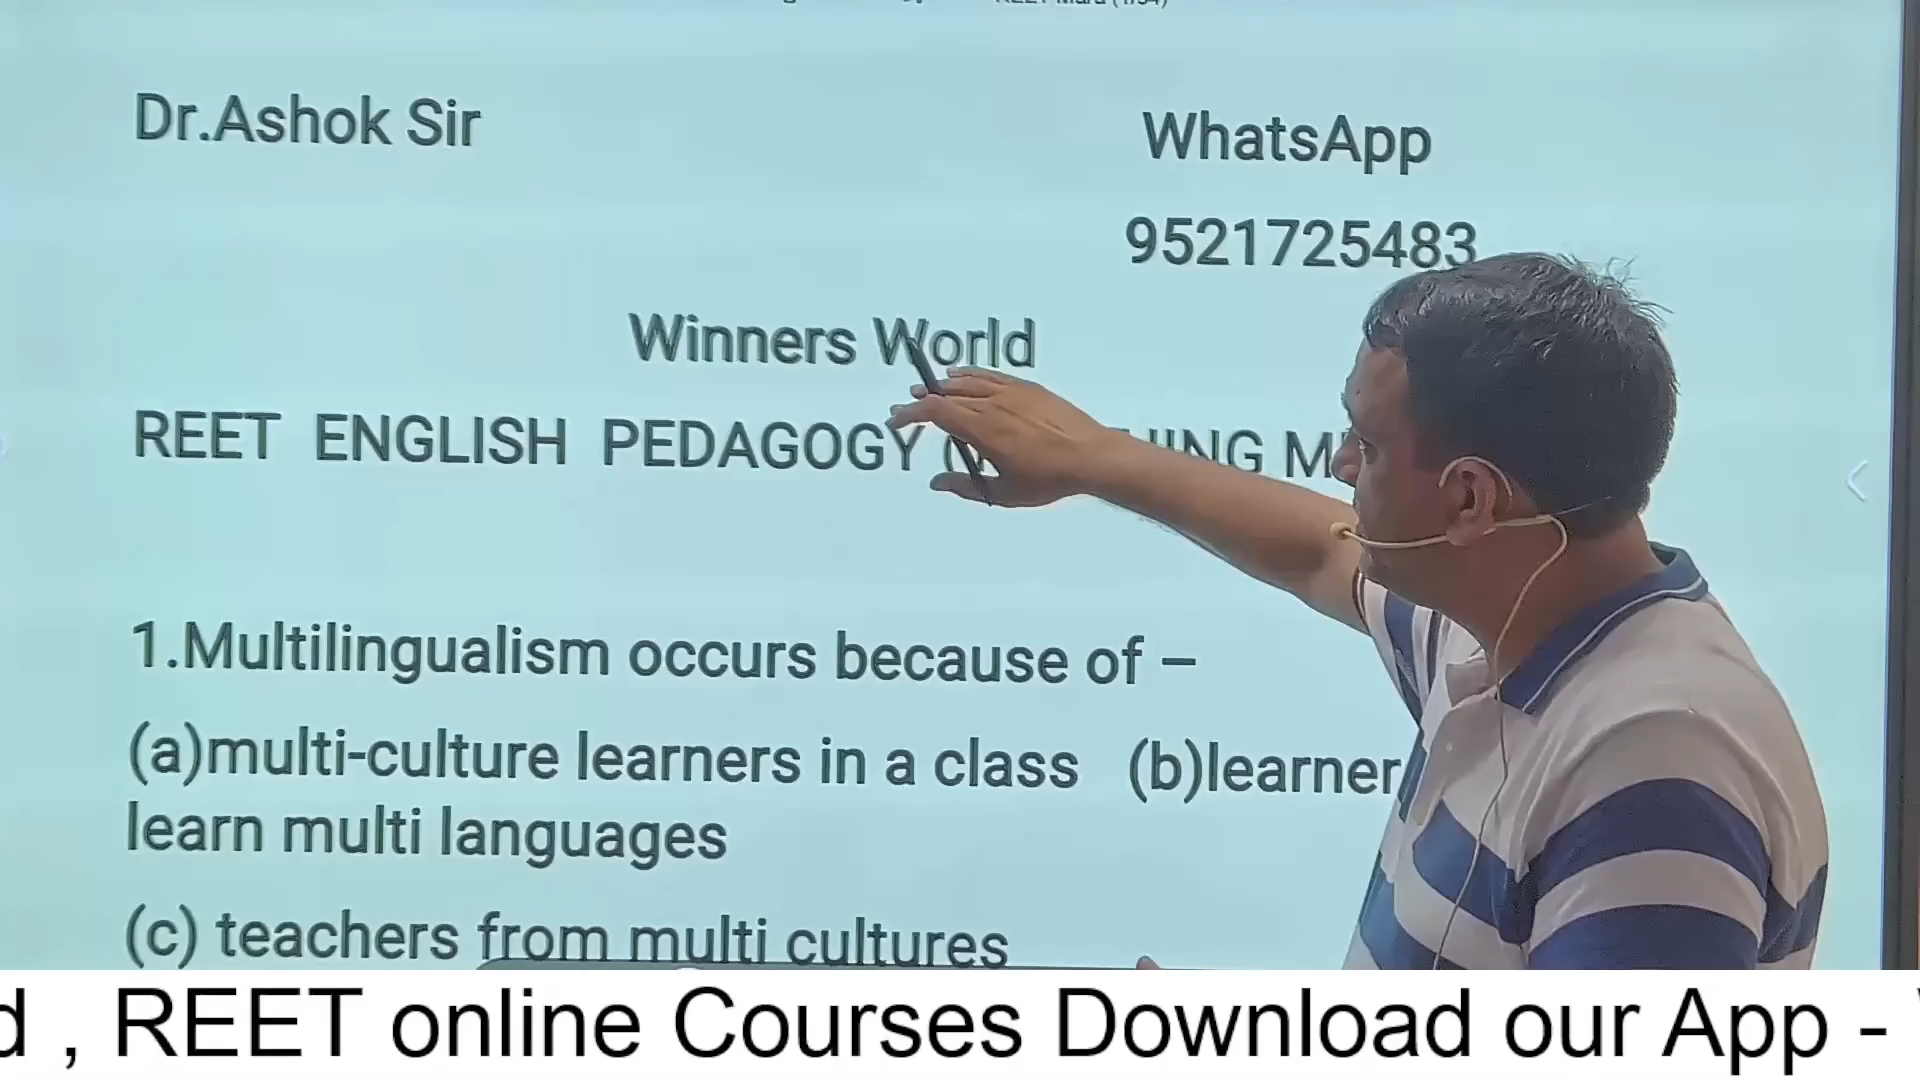 Dr.Ashok Sir
WhatsApp
9521725483
Winners World
REET ENGLISH PEDAGOGY
1.Multilingualism occurs because of –
(a)multi-culture learners in a class (b)learner
learn multi languages
(c) teachers from multi cultures
, REET online Courses Download our App -